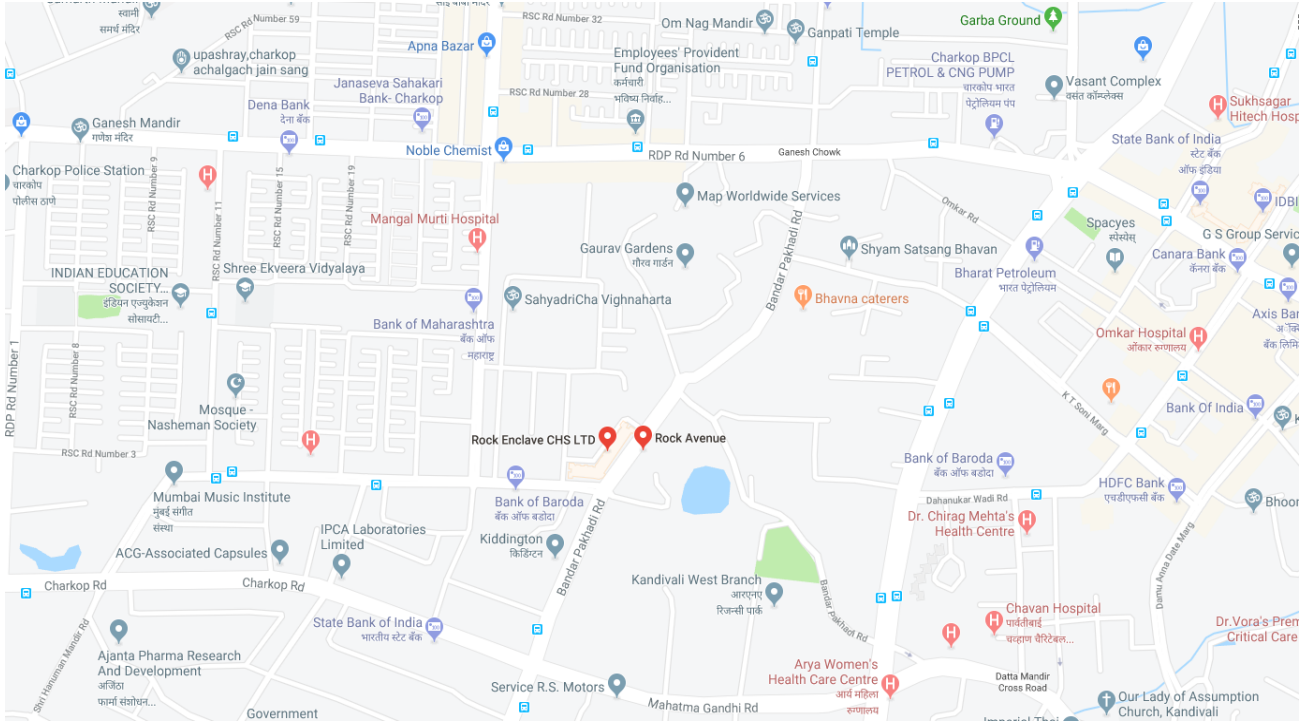 स्वामी
समर्थ मंदिर
RSC Rd Number 59
RSC Rd Number 32
Om Nag Mandir
Ganpati Temple
Garba Ground
upashray,charkop
achalgach jain sang
Apna Bazar
Employees' Provident
Fund Organisation
कर्मचारी
भविष्य निर्वाह...
Charkop BPCL
PETROL & CNG PUMP
चारकोप भारत
पेट्रोलियम पंप
Vasant Complex
वसंत कॉम्प्लेक्स
Janaseva Sahakari
Bank- Charkop
RSC Rd Number 28
Dena Bank
देना बँक
Sukhsagar
Hitech Hosp
Ganesh Mandir
गणेश मंदिर
Noble Chemist
RDP Rd Number 6
Ganesh Chowk
State Bank of India
स्टेट बँक
ऑफ इंडिया
Charkop Police Station
चारकोप
पोलीस ठाणे
RSC Rd Number 9
RSC Rd Number 11
RSC Rd Number 15
RSC Rd Number 19
Map Worldwide Services
Omkar Rd
IDBI
Mangal Murti Hospital
Bandar Pakhadi Rd
Spacyes
स्पेस्येस्
G S Group Servic
Gaurav Gardens
गौरव गार्डन
Shyam Satsang Bhavan
Canara Bank
कॅनरा बँक
INDIAN EDUCATION
SOCIETY...
इंडियन एज्युकेशन
सोसायटी...
Shree Ekveera Vidyalaya
Bharat Petroleum
भारत पेट्रोलियम
SahyadriCha Vighnaharta
Bhavna caterers
Bank of Maharashtra
बँक ऑफ
महाराष्ट्र
Axis Ban
बँक लिमि
Omkar Hospital
ओंकार रुग्णालय
RDP Rd Number 1
RSC Rd Number 8
K T Soni Marg
Mosque -
Nasheman Society
Bank Of India
Rock Enclave CHS LTD
Rock Avenue
RSC Rd Number 3
Bank of Baroda
बँक ऑफ बडोदा
Mumbai Music Institute
मुंबई संगीत
संस्था
Bank of Baroda
बँक ऑफ बडोदा
HDFC Bank
एचडीएफसी बँक
Dahanukar Wadi Rd
Bhoom
IPCA Laboratories
Limited
Dr. Chirag Mehta's
Health Centre
Kiddington
किडिंग्टन
ACG-Associated Capsules
Bandar Pakhadi Rd
Damu Anna Date Marg
Charkop Rd
Charkop Rd
Kandivali West Branch
आरएनए
रिजन्सी पार्क
Bandar Pakhadi Rd
Chavan Hospital
पार्वतीबाई
चव्हाण चॅरिटेबल...
State Bank of India
भारतीय स्टेट बँक
Dr.Vora's Prem
Critical Care
Shri Hanuman Mandir Rd
Ajanta Pharma Research
And Development
अजिंठा
फार्मा संशोधन...
Arya Women's
Health Care Centre
आर्य महिला
रुग्णालय
Datta Mandir
Cross Road
Service R.S. Motors
Mahatma Gandhi Rd
Our Lady of Assumption
Church, Kandivali
Government
Imperial Thai